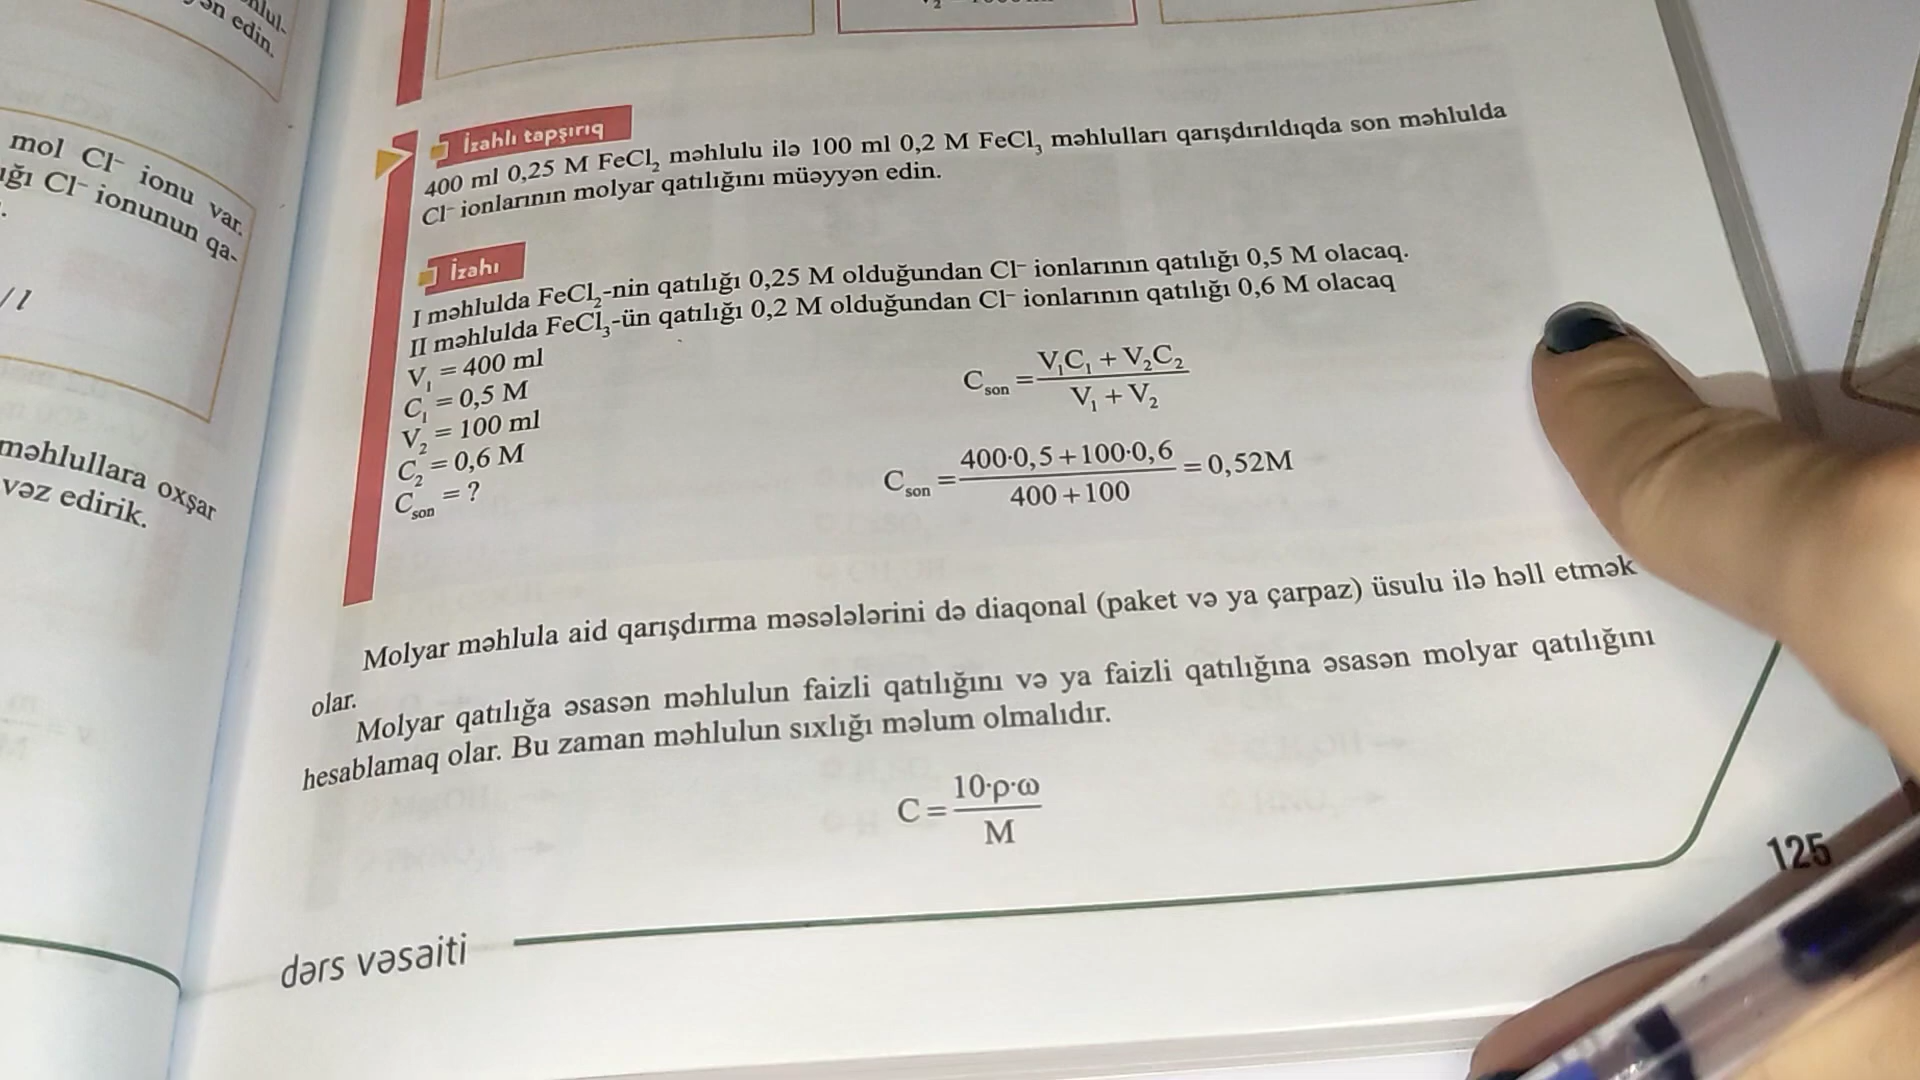 ən edin.
mol Cl⁻ ionu var.
ığı Cl⁻ ionunun qa-
/l
məhlullara oxşar
vəz edirik.
İzahlı tapşırıq
400 ml 0,25 M FeCl₂ məhlulu ilə 100 ml 0,2 M FeCl₃ məhlulları qarışdırıldıqda son məhlulda
Cl⁻ ionlarının molyar qatılığını müəyyən edin.
İzahı
I məhlulda FeCl₂-nin qatılığı 0,25 M olduğundan Cl⁻ ionlarının qatılığı 0,5 M olacaq.
II məhlulda FeCl₃-ün qatılığı 0,2 M olduğundan Cl⁻ ionlarının qatılığı 0,6 M olacaq
V₁ = 400 ml
C₁ = 0,5 M
V₂ = 100 ml
C₂ = 0,6 M
C son = ?
C son = (V₁C₁ + V₂C₂) / (V₁ + V₂)
C son = (400·0,5+100·0,6) / (400+100) = 0,52M
Molyar məhlula aid qarışdırma məsələlərini də diaqonal (paket və ya çarpaz) üsulu ilə həll etmək
olar.
Molyar qatılığa əsasən məhlulun faizli qatılığını və ya faizli qatılığına əsasən molyar qatılığını
hesablamaq olar. Bu zaman məhlulun sıxlığı məlum olmalıdır.
C = 10·ρ·ω / M
125
dərs vəsaiti